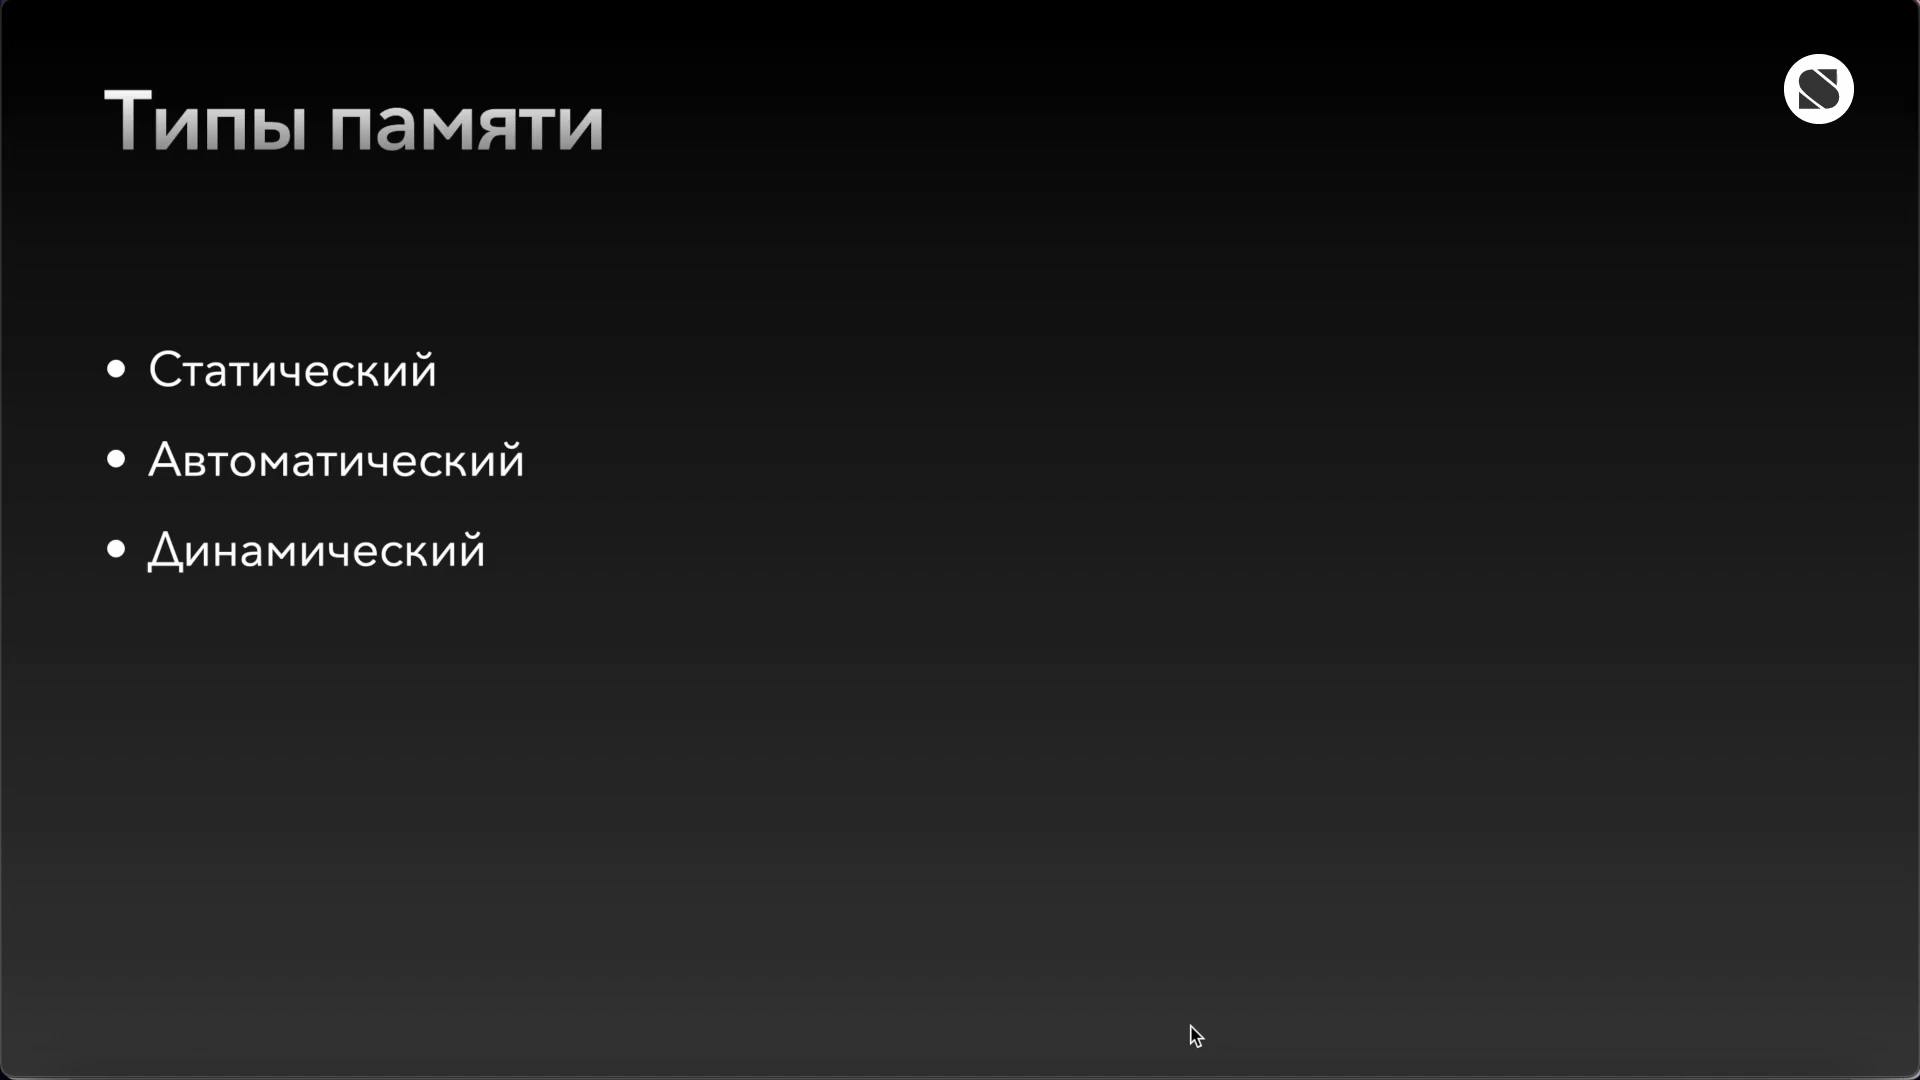 Типы памяти
• Статический
• Автоматический
• Динамический